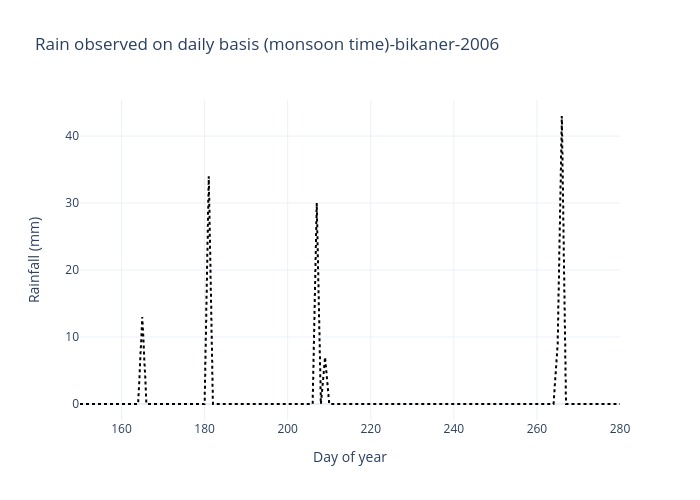 Rain observed on daily basis (monsoon time)-bikaner-2006
40
30
20
10
0
Rainfall (mm)
160 180 200 220 240 260 280
Day of year